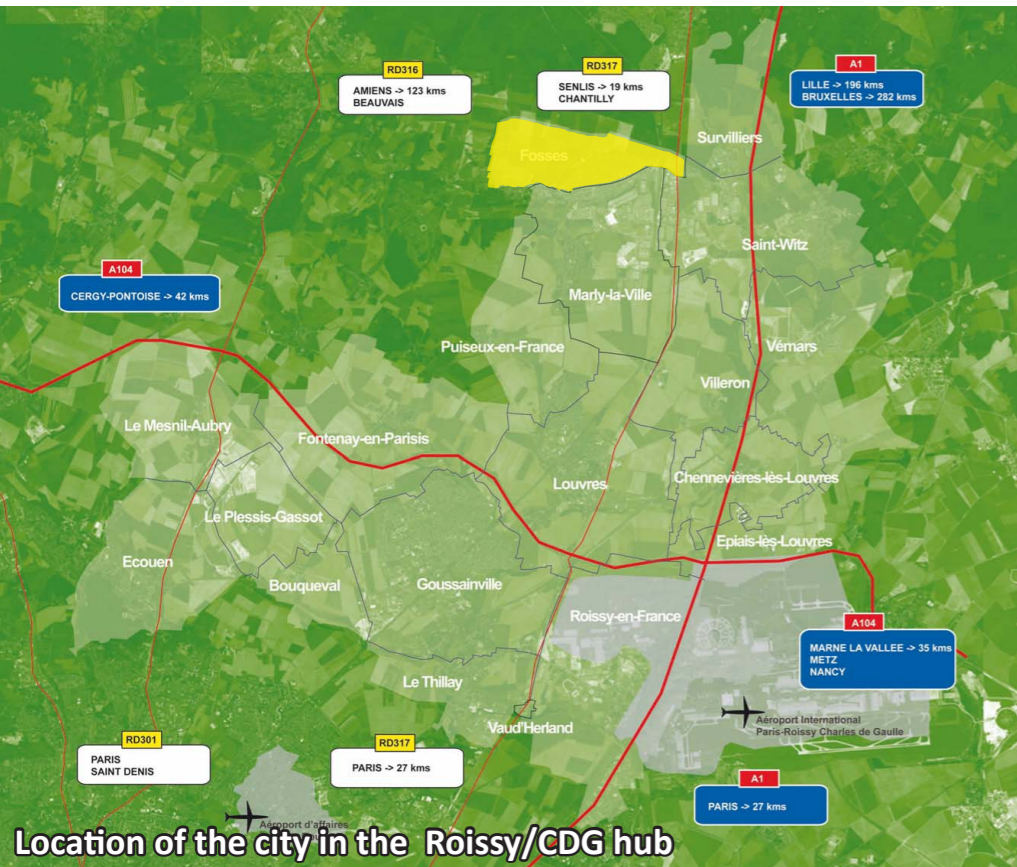 RD316
AMIENS -> 123 kms
BEAUVAIS
RD317
SENLIS -> 19 kms
CHANTILLY
A1
LILLE -> 196 kms
BRUXELLES -> 282 kms
Survilliers
Fosses
Saint-Witz
A104
CERGY-PONTOISE -> 42 kms
Marly-la-Ville
Puiseux-en-France
Vémars
Villeron
Le Mesnil-Aubry
Fontenay-en-Parisis
Louvres
Chennevières-lès-Louvres
Le Plessis-Gassot
Epiais-lès-Louvres
Ecouen
Bouqueval
Goussainville
Roissy-en-France
A104
MARNE LA VALLEE -> 35 kms
METZ
NANCY
Le Thillay
Vaud'Herland
Aéroport International
Paris-Roissy Charles de Gaulle
RD301
PARIS
SAINT DENIS
RD317
PARIS -> 27 kms
A1
PARIS -> 27 kms
Aéroport d'affaires
Location of the city in the Roissy/CDG hub